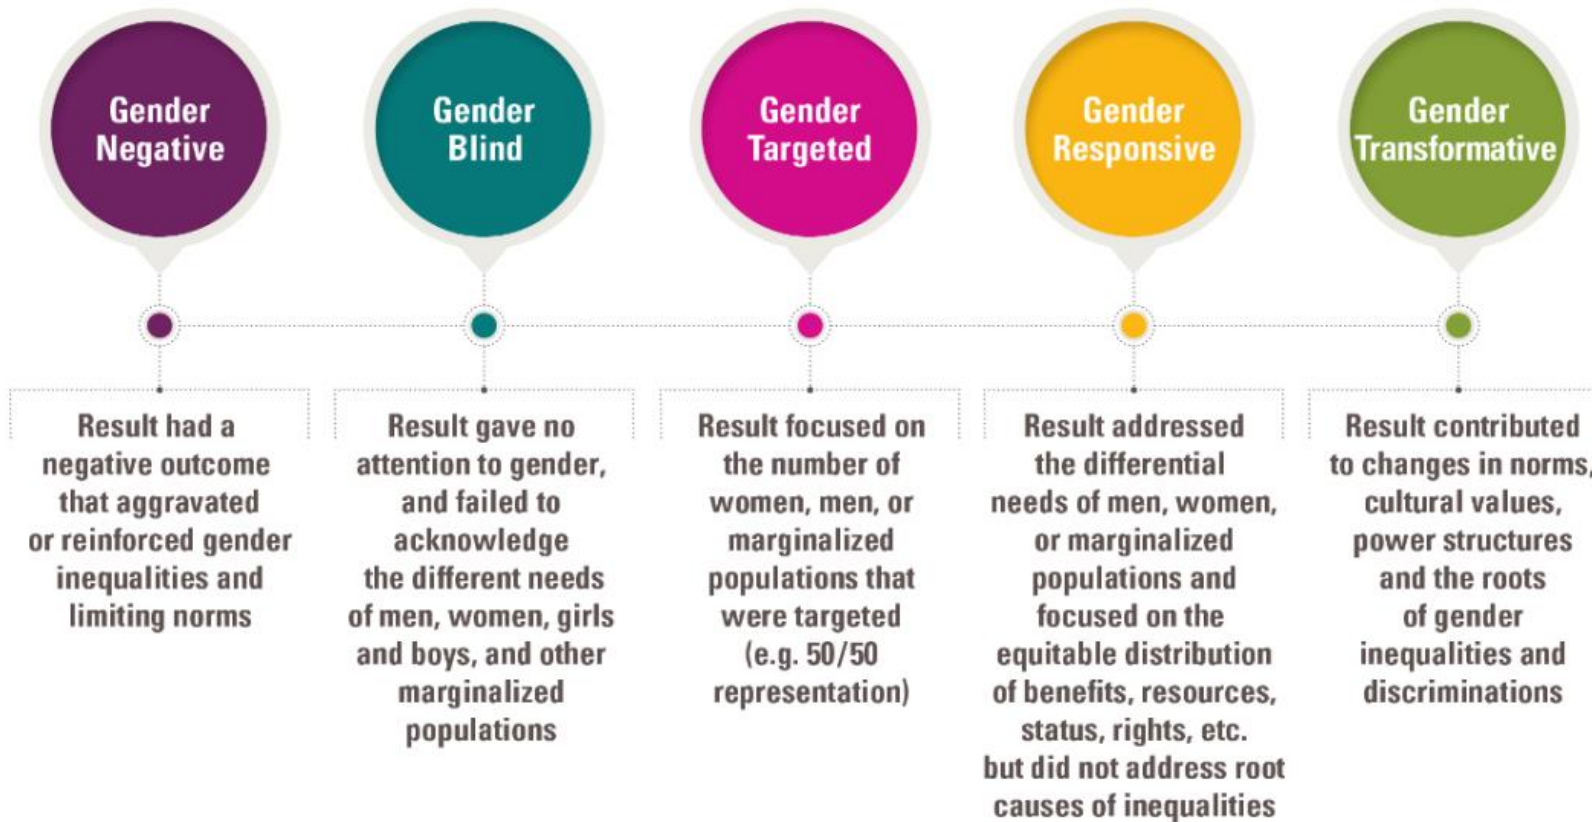 Gender
Negative
Gender
Blind
Gender
Targeted
Gender
Responsive
Gender
Transformative
Result had a
negative outcome
that aggravated
or reinforced gender
inequalities and
limiting norms
Result gave no
attention to gender,
and failed to
acknowledge
the different needs
of men, women, girls
and boys, and other
marginalized
populations
Result focused on
the number of
women, men, or
marginalized
populations that
were targeted
(e.g. 50/50
representation)
Result addressed
the differential
needs of men, women,
or marginalized
populations and
focused on the
equitable distribution
of benefits, resources,
status, rights, etc.
but did not address root
causes of inequalities
Result contributed
to changes in norms,
cultural values,
power structures
and the roots
of gender
inequalities and
discriminations